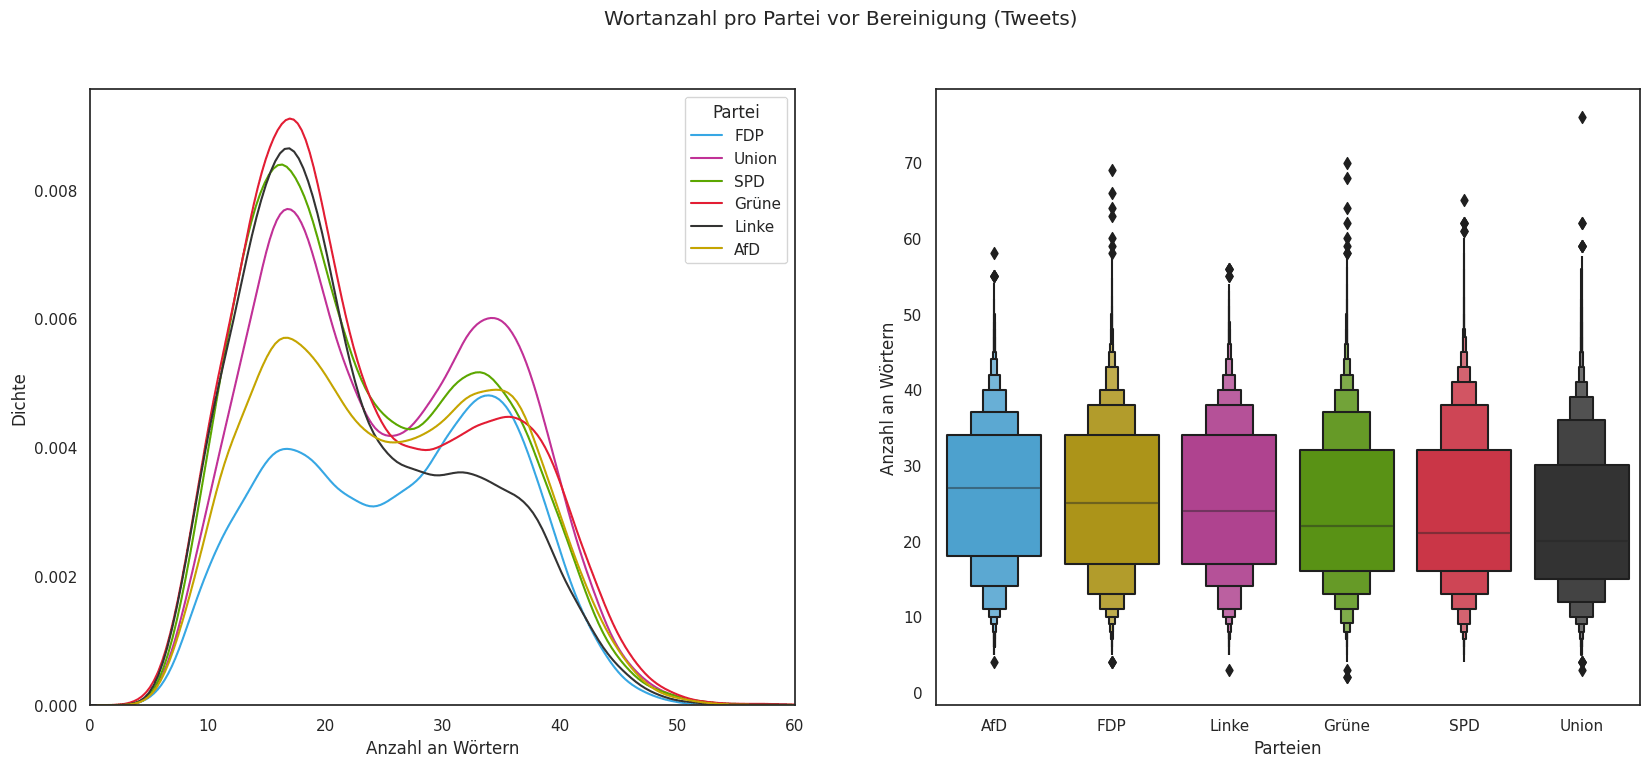 Wortanzahl pro Partei vor Bereinigung (Tweets)
Dichte
0.008
0.006
0.004
0.002
0.000
0 10 20 30 40 50 60
Anzahl an Wörtern
Partei
FDP
Union
SPD
Grüne
Linke
AfD
Anzahl an Wörtern
70
60
50
40
30
20
10
0
AfD FDP Linke Grüne SPD Union
Parteien